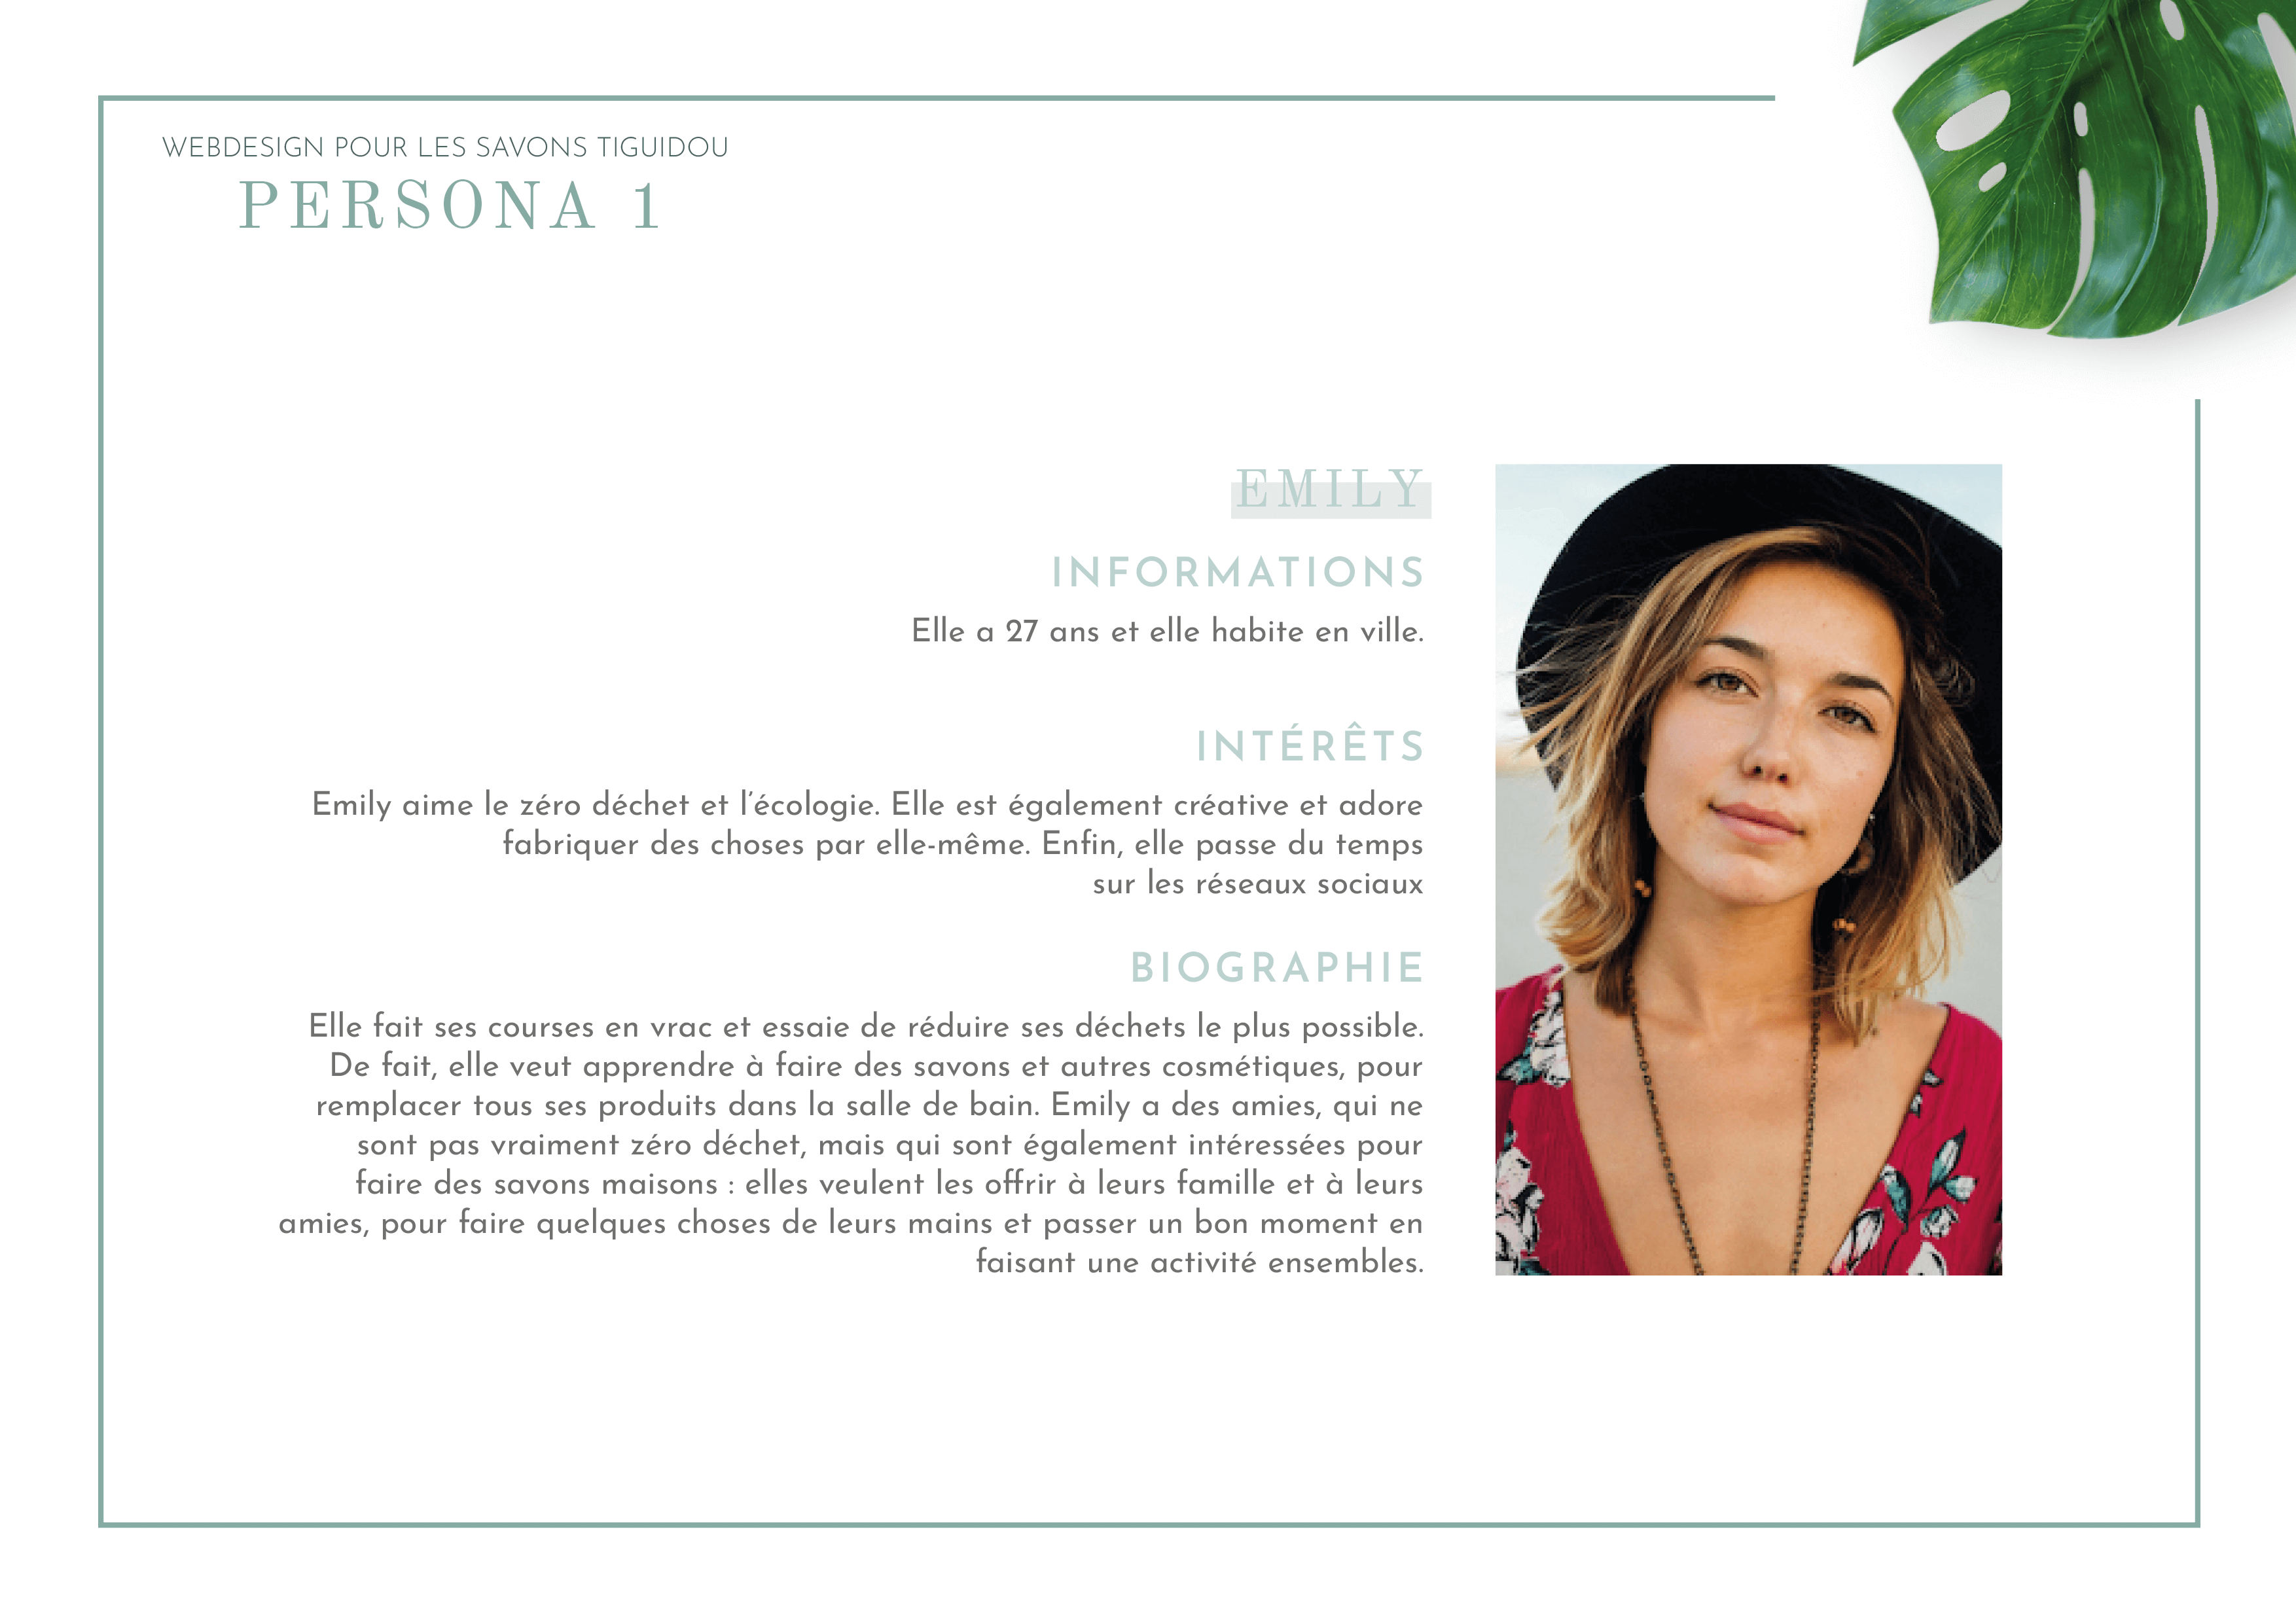 WEBDESIGN POUR LES SAVONS TIGUIDOU
PERSONA 1
EMILY
INFORMATIONS
Elle a 27 ans et elle habite en ville.
INTÉRÊTS
Emily aime le zéro déchet et l’écologie. Elle est également créative et adore
fabriquer des choses par elle-même. Enfin, elle passe du temps
sur les réseaux sociaux
BIOGRAPHIE
Elle fait ses courses en vrac et essaie de réduire ses déchets le plus possible.
De fait, elle veut apprendre à faire des savons et autres cosmétiques, pour
remplacer tous ses produits dans la salle de bain. Emily a des amies, qui ne
sont pas vraiment zéro déchet, mais qui sont également intéressées pour
faire des savons maisons : elles veulent les offrir à leurs famille et à leurs
amies, pour faire quelques choses de leurs mains et passer un bon moment en
faisant une activité ensembles.